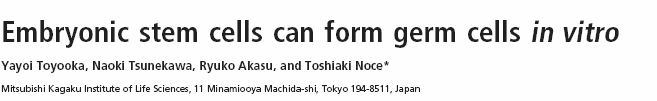 Embryonic stem cells can form germ cells in vitro
Yayoi Toyooka, Naoki Tsunekawa, Ryuko Akasu, and Toshiaki Noce*
Mitsubishi Kagaku Institute of Life Sciences, 11 Minamiooya Machida-shi, Tokyo 194-8511, Japan